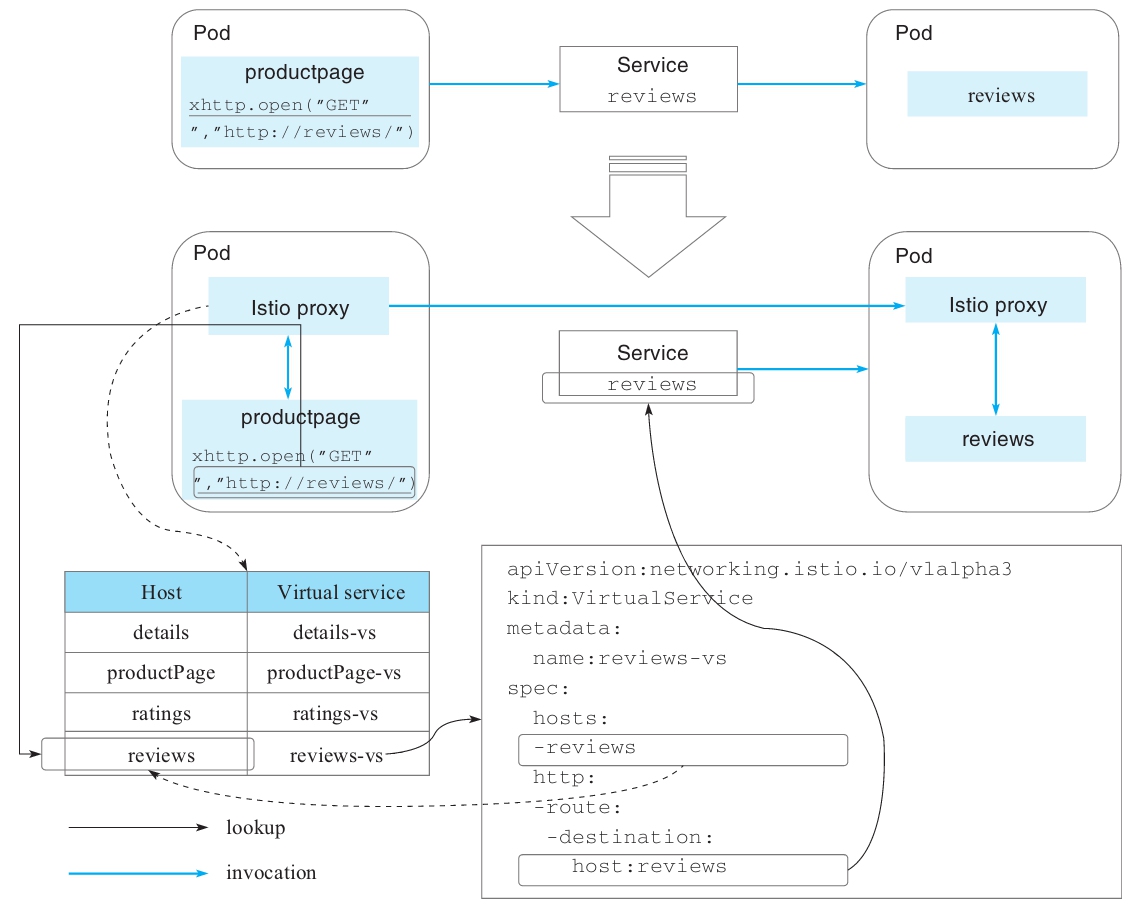 Pod
productpage
xhttp.open("GET"
","http://reviews/")
Service
reviews
Pod
reviews
Pod
Istio proxy
productpage
xhttp.open("GET"
","http://reviews/")
Service
reviews
Pod
Istio proxy
reviews
Host Virtual service
details details-vs
productPage productPage-vs
ratings ratings-vs
reviews reviews-vs
lookup
invocation
apiVersion:networking.istio.io/vlalpha3
kind:VirtualService
metadata:
name:reviews-vs
spec:
hosts:
-reviews
http:
-route:
-destination:
host:reviews